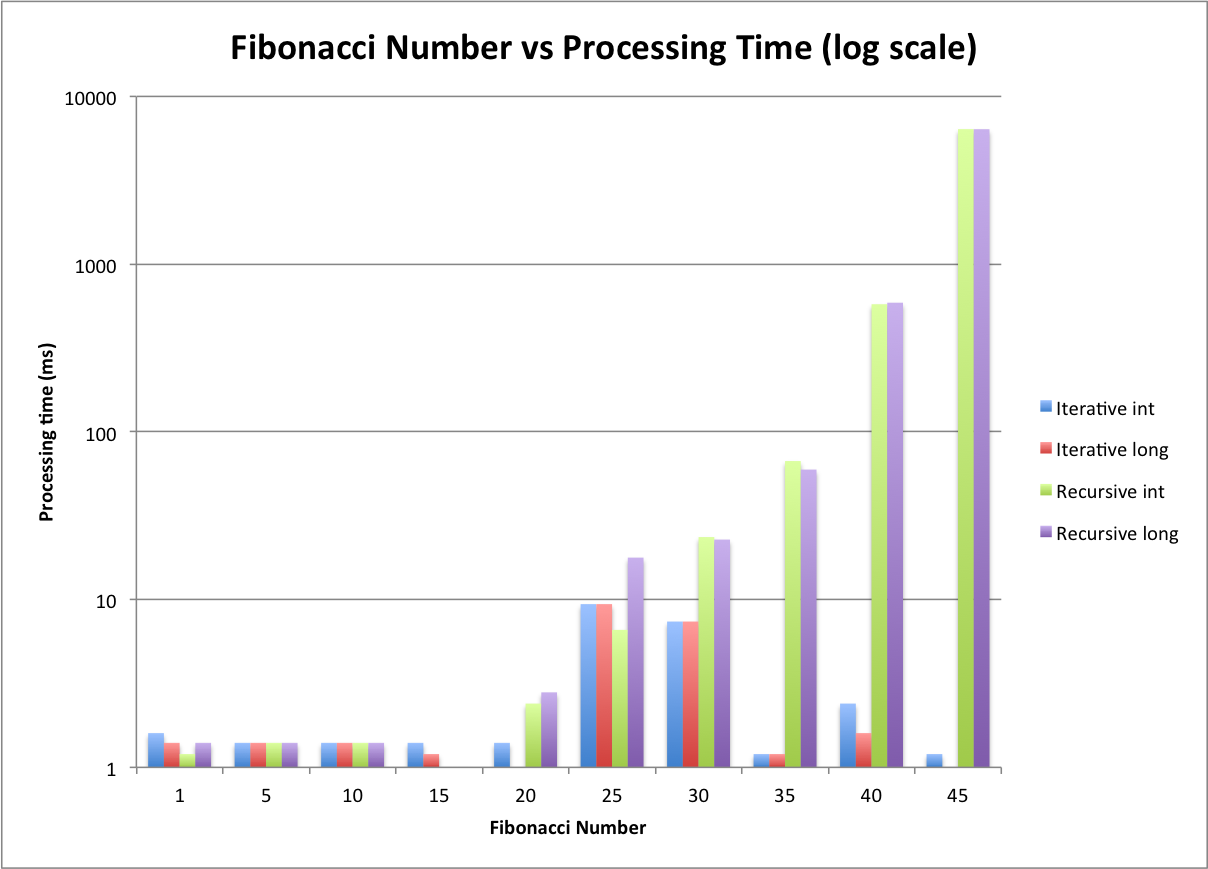 Fibonacci Number vs Processing Time (log scale)
10000
1000
100
10
1
Processing time (ms)
1 5 10 15 20 25 30 35 40 45
Fibonacci Number
Iterative int
Iterative long
Recursive int
Recursive long